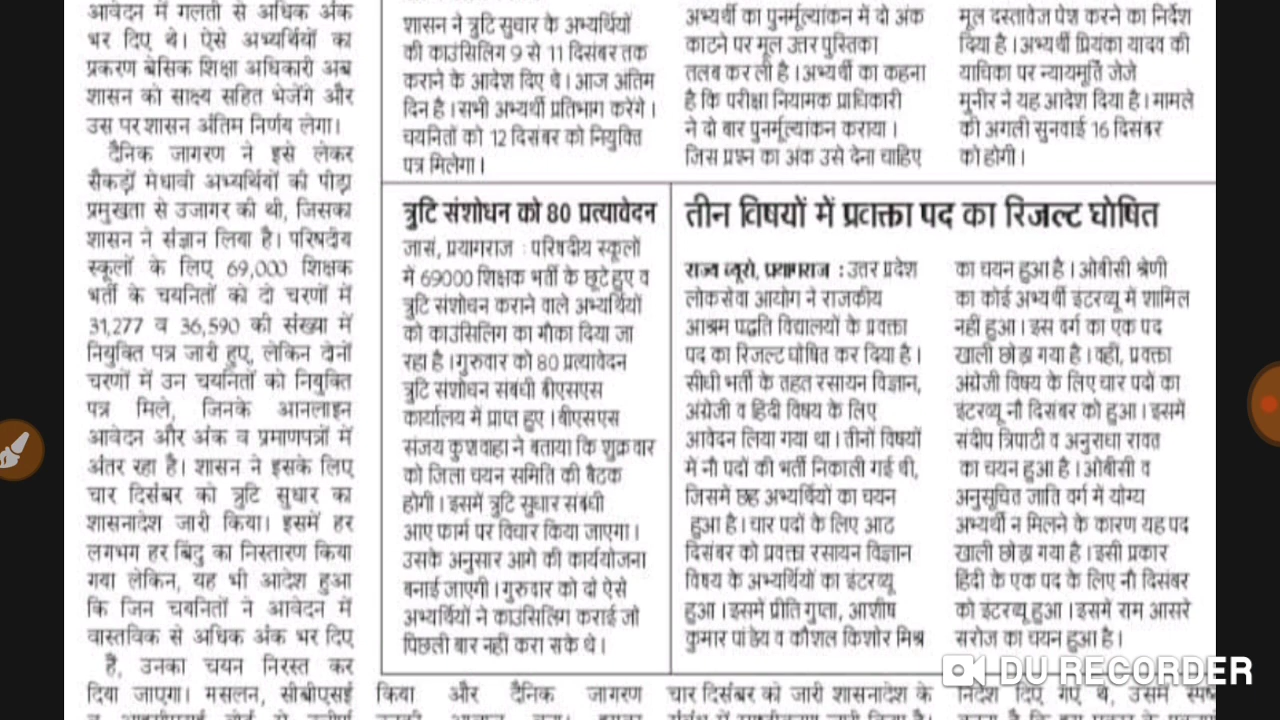 आवेदन में गलती से अधिक अंक
भर दिए थे। ऐसे अभ्यर्थियों का
प्रकरण बेसिक शिक्षा अधिकारी अब
शासन को साक्ष्य सहित भेजेंगे और
उस पर शासन अंतिम निर्णय लेगा।
दैनिक जागरण ने इसे लेकर
सैकड़ों मेधावी अभ्यर्थियों की पीड़ा
प्रमुखता से उजागर की थी, जिसका
शासन ने संज्ञान लिया है। परिषदीय
स्कूलों के लिए 69,000 शिक्षक
भर्ती के चयनितों को दो चरणों में
31,277 व 36,590 की संख्या में
नियुक्ति पत्र जारी हुए, लेकिन दोनों
चरणों में उन चयनितों को नियुक्ति
पत्र मिले, जिनके आनलाइन
आवेदन और अंक व प्रमाणपत्रों में
अंतर रहा है। शासन ने इसके लिए
चार दिसंबर को त्रुटि सुधार का
शासनादेश जारी किया। इसमें हर
लगभग हर बिंदु का निस्तारण किया
गया लेकिन, यह भी आदेश हुआ
कि जिन चयनितों ने आवेदन में
वास्तविक से अधिक अंक भर दिए
हैं, उनका चयन निरस्त कर
दिया जाएगा। मसलन, सीबीएसई
शासन ने त्रुटि सुधार के अभ्यर्थियों
की काउंसिलिंग 9 से 11 दिसंबर तक
कराने के आदेश दिए थे। आज अंतिम
दिन है। सभी अभ्यर्थी प्रतिभाग करेंगे।
चयनितों को 12 दिसंबर को नियुक्ति
पत्र मिलेगा।
अभ्यर्थी का पुनर्मूल्यांकन में दो अंक
काटने पर मूल उत्तर पुस्तिका
तलब कर ली है। अभ्यर्थी का कहना
है कि परीक्षा नियामक प्राधिकारी
ने दो बार पुनर्मूल्यांकन कराया।
जिस प्रश्न का अंक उसे देना चाहिए
मूल दस्तावेज पेश करने का निर्देश
दिया है। अभ्यर्थी प्रियंका यादव की
याचिका पर न्यायमूर्ति जेजे
मुनीर ने यह आदेश दिया है। मामले
की अगली सुनवाई 16 दिसंबर
को होगी।
त्रुटि संशोधन को 80 प्रत्यावेदन
जासं, प्रयागराज : परिषदीय स्कूलों
में 69000 शिक्षक भर्ती के छूटे हुए व
त्रुटि संशोधन कराने वाले अभ्यर्थियों
को काउंसिलिंग का मौका दिया जा
रहा है। गुरुवार को 80 प्रत्यावेदन
त्रुटि संशोधन संबंधी बीएसएस
कार्यालय में प्राप्त हुए। बीएसएस
संजय कुशवाहा ने बताया कि शुक्रवार
को जिला चयन समिति की बैठक
होगी। इसमें त्रुटि सुधार संबंधी
आए फार्म पर विचार किया जाएगा।
उसके अनुसार आगे की कार्ययोजना
बनाई जाएगी। गुरुवार को दो ऐसे
अभ्यर्थियों ने काउंसिलिंग कराई जो
पिछली बार नहीं करा सके थे।
तीन विषयों में प्रवक्ता पद का रिजल्ट घोषित
राज्य ब्यूरो, प्रयागराज : उत्तर प्रदेश
लोकसेवा आयोग ने राजकीय
आश्रम पद्धति विद्यालयों के प्रवक्ता
पद का रिजल्ट घोषित कर दिया है।
सीधी भर्ती के तहत रसायन विज्ञान,
अंग्रेजी व हिंदी विषय के लिए
आवेदन लिया गया था। तीनों विषयों
में नौ पदों की भर्ती निकाली गई थी,
जिसमें छह अभ्यर्थियों का चयन
हुआ है। चार पदों के लिए आठ
दिसंबर को प्रवक्ता रसायन विज्ञान
विषय के अभ्यर्थियों का इंटरव्यू
हुआ। इसमें प्रीति गुप्ता, आशीष
कुमार पांडेय व कौशल किशोर मिश्र
का चयन हुआ है। ओबीसी श्रेणी
का कोई अभ्यर्थी इंटरव्यू में शामिल
नहीं हुआ। इस वर्ग का एक पद
खाली छोड़ा गया है। वहीं, प्रवक्ता
अंग्रेजी विषय के लिए चार पदों का
इंटरव्यू नौ दिसंबर को हुआ। इसमें
संदीप त्रिपाठी व अनुराधा रावत
का चयन हुआ है। ओबीसी व
अनुसूचित जाति वर्ग में योग्य
अभ्यर्थी न मिलने के कारण यह पद
खाली छोड़ा गया है। इसी प्रकार
हिंदी के एक पद के लिए नौ दिसंबर
को इंटरव्यू हुआ। इसमें राम आसरे
सरोज का चयन हुआ है।
किया और दैनिक जागरण
चार दिसंबर को जारी शासनादेश के
निर्देश दिए गए थे, उसमें
DU RECORDER